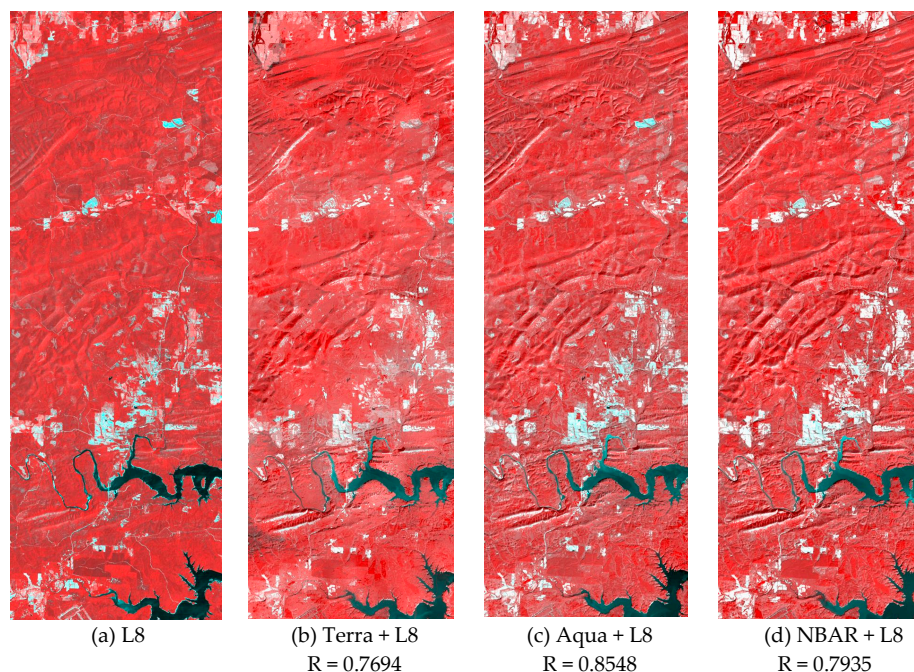 (a) L8
(b) Terra + L8
(c) Aqua + L8
(d) NBAR + L8
R = 0.7694
R = 0.8548
R = 0.7935